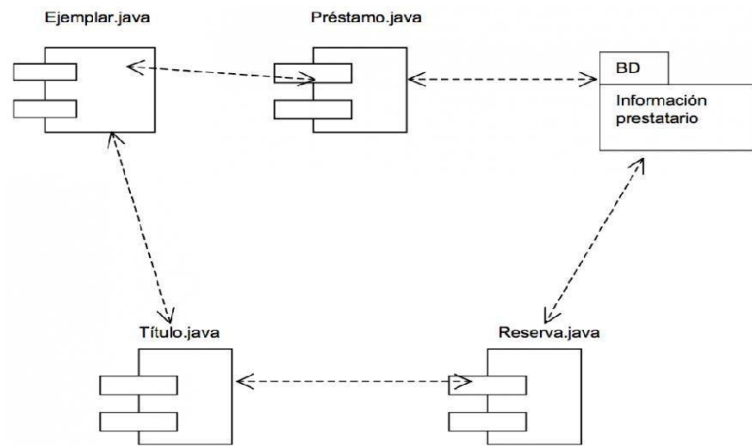 Ejemplar.java
Préstamo.java
BD
Información
prestatario
Título.java
Reserva.java